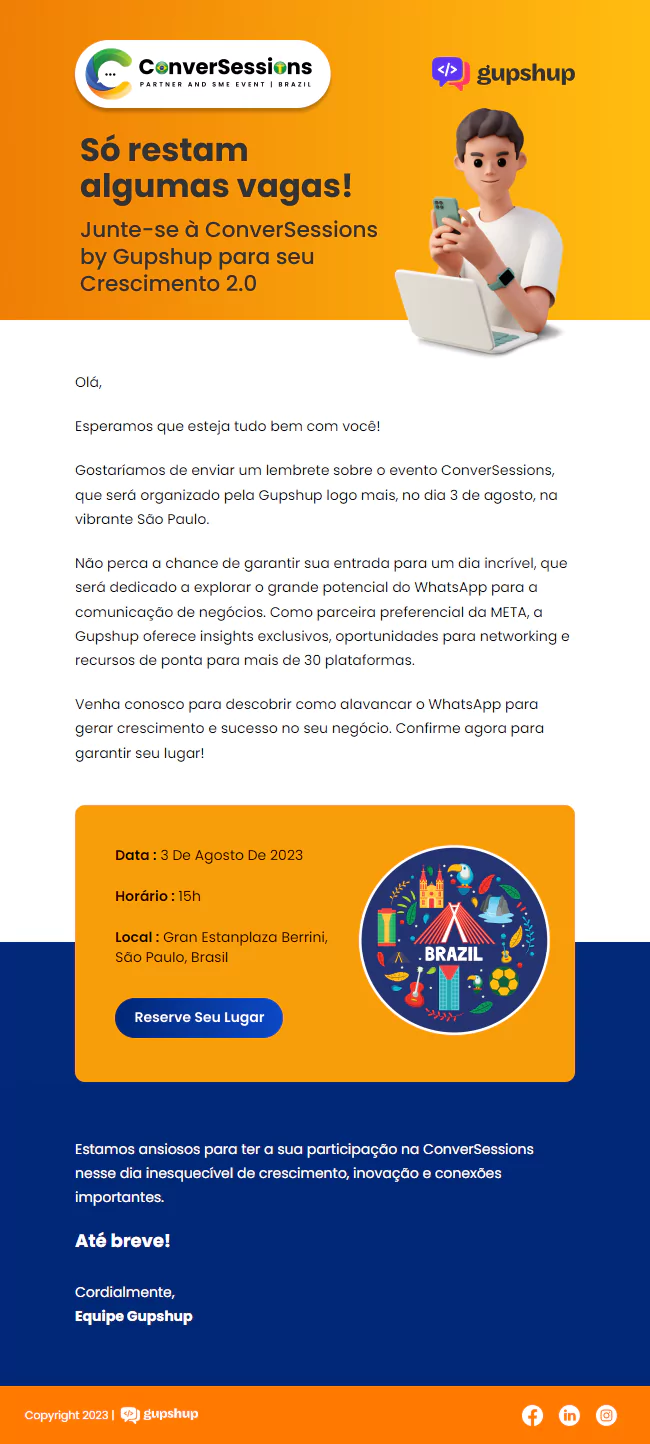 ConverSessions
PARTNER AND SME EVENT | BRAZIL
</> gupshup
Só restam
algumas vagas!
Junte-se à ConverSessions
by Gupshup para seu
Crescimento 2.0
Olá,
Esperamos que esteja tudo bem com você!
Gostaríamos de enviar um lembrete sobre o evento ConverSessions,
que será organizado pela Gupshup logo mais, no dia 3 de agosto, na
vibrante São Paulo.
Não perca a chance de garantir sua entrada para um dia incrível, que
será dedicado a explorar o grande potencial do WhatsApp para a
comunicação de negócios. Como parceira preferencial da META, a
Gupshup oferece insights exclusivos, oportunidades para networking e
recursos de ponta para mais de 30 plataformas.
Venha conosco para descobrir como alavancar o WhatsApp para
gerar crescimento e sucesso no seu negócio. Confirme agora para
garantir seu lugar!
Data : 3 De Agosto De 2023
Horário : 15h
Local : Gran Estanplaza Berrini,
São Paulo, Brasil
BRAZIL
Reserve Seu Lugar
Estamos ansiosos para ter a sua participação na ConverSessions
nesse dia inesquecível de crescimento, inovação e conexões
importantes.
Até breve!
Cordialmente,
Equipe Gupshup
Copyright 2023 | </> gupshup